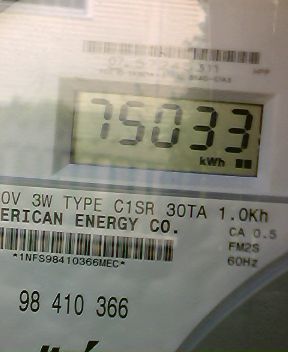 75033
kWh
0V 3W TYPE C1SR 30TA 1.0Kh
ERICAN ENERGY CO.
CA 0.5
FM2S
60Hz
*1NFS98410366MEC*
98 410 366